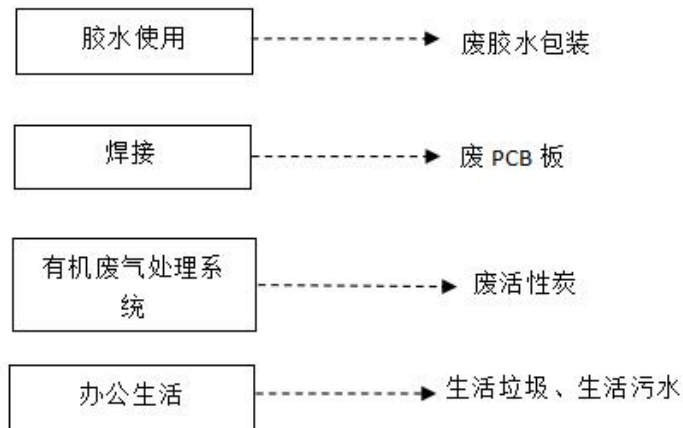 胶水使用
废胶水包装
焊接
废 PCB 板
有机废气处理系
统
废活性炭
办公生活
生活垃圾、生活污水